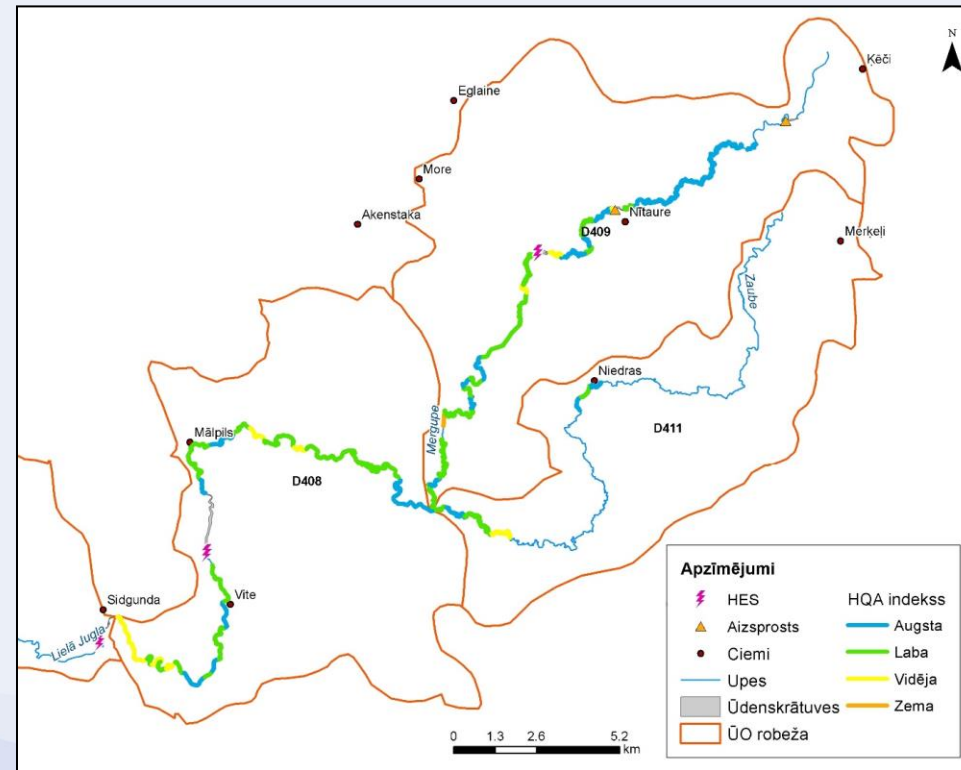 N
Ķēči
Eglaine
More
Akenstaka
Nītaure
D409
Merķeļi
Zaube
Niedras
Mergupe
D411
Mālpils
D408
Vite
Sidgunda
Lielā Jugla
Apzīmējumi
HES
HQA indekss
Aizsprosts
Augsta
Ciemi
Laba
Upes
Vidēja
Ūdenskrātuves
Zema
ŪO robeža
0 1.3 2.6 5.2
km